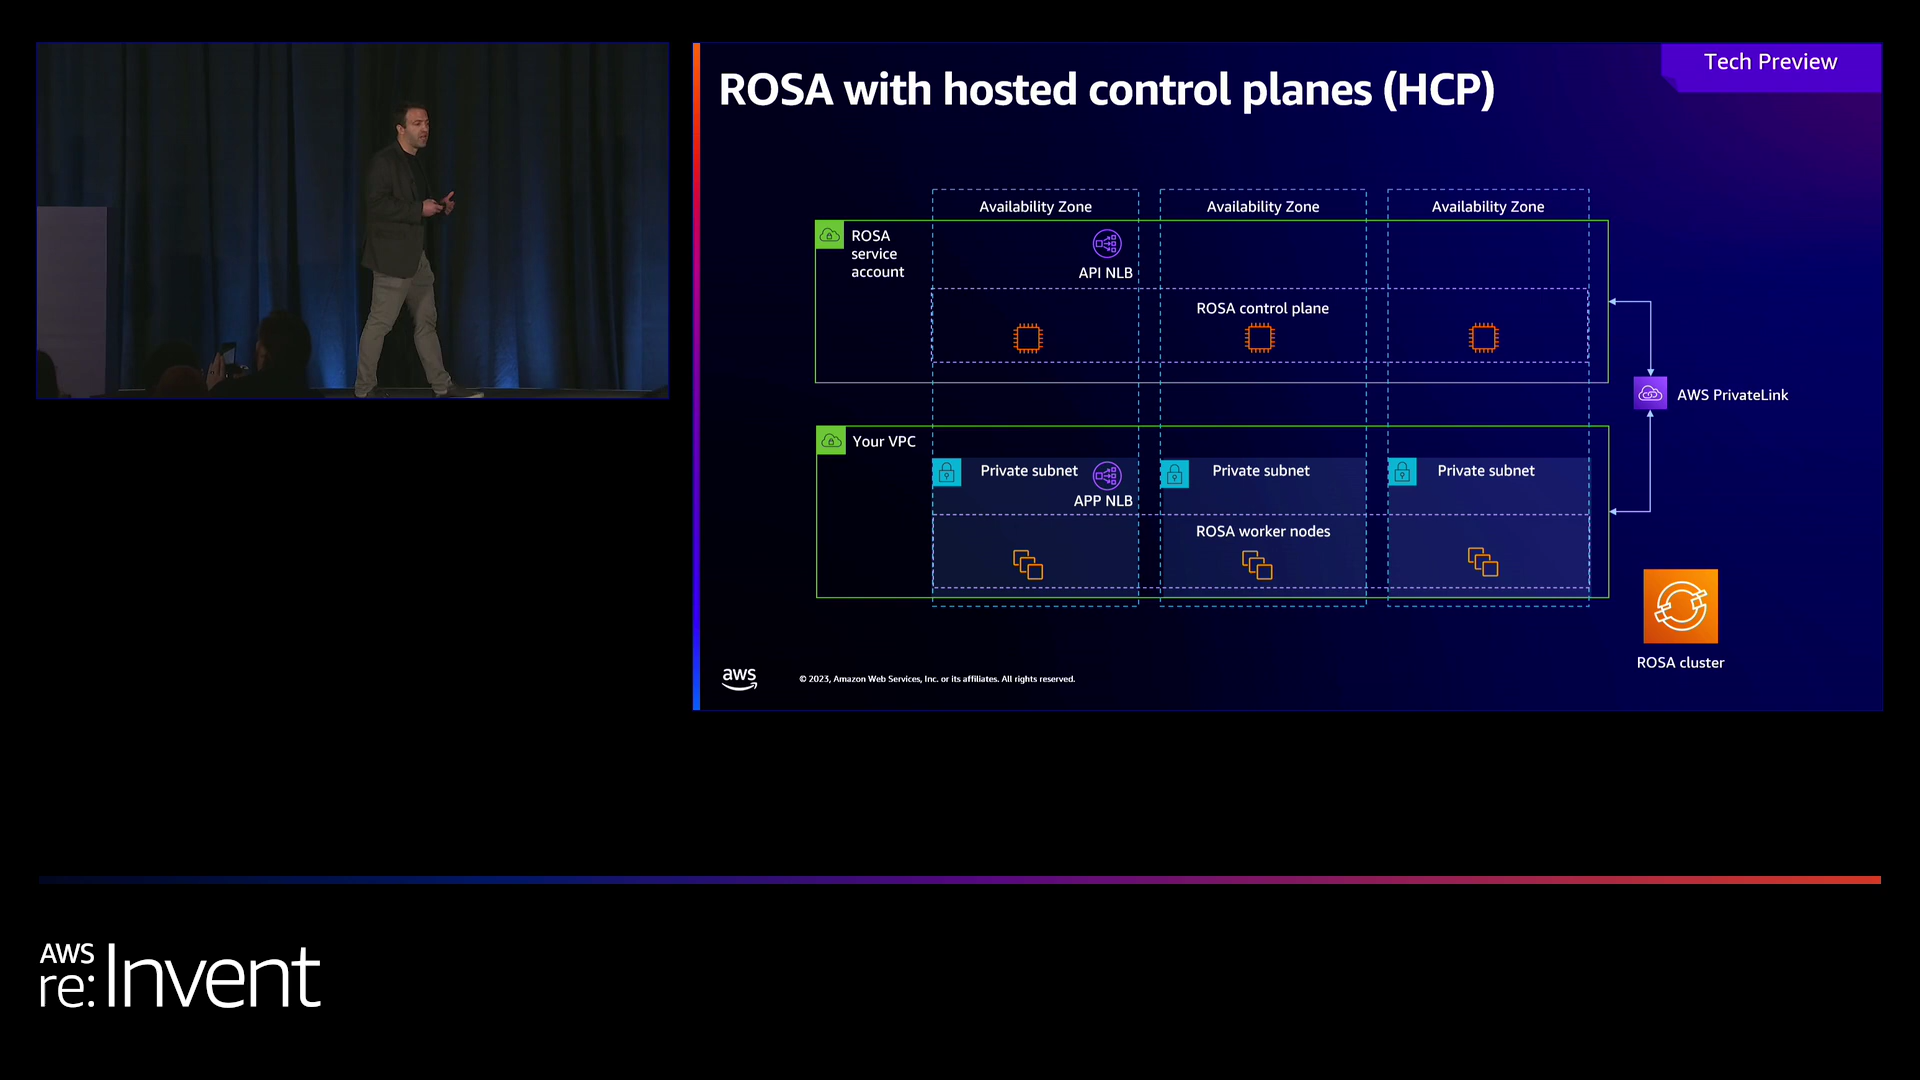 Tech Preview
ROSA with hosted control planes (HCP)
Availability Zone
Availability Zone
Availability Zone
ROSA
service
account
API NLB
ROSA control plane
AWS PrivateLink
Your VPC
Private subnet
Private subnet
Private subnet
APP NLB
ROSA worker nodes
ROSA cluster
aws
© 2023, Amazon Web Services, Inc. or its affiliates. All rights reserved.
AWS
re:Invent